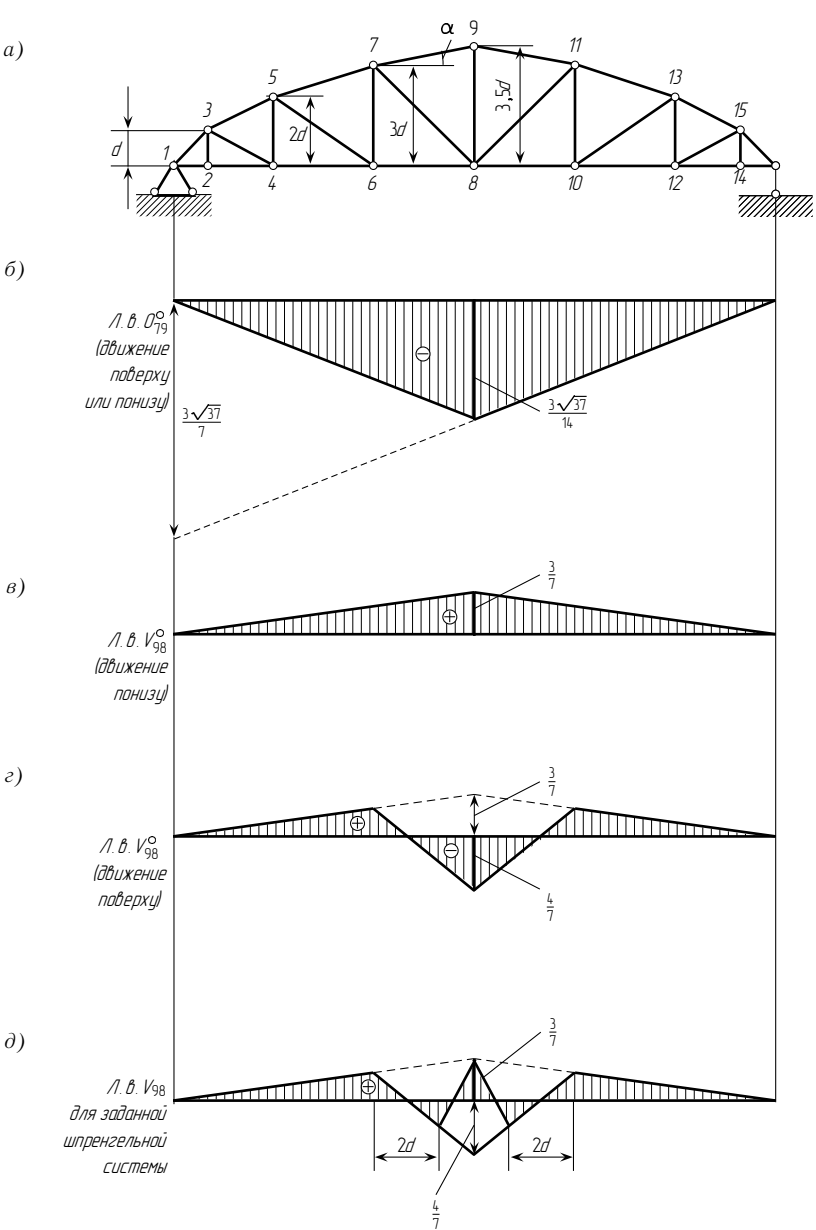 а)
α
9
7
11
5
13
3
15
1
d
2d
3d
3,5d
2
4
6
8
10
12
14
б)
Л. в. O°79
(движение
поверху
или понизу)
3√37/7
3√37/14
в)
3/7
Л. в. V°98
(движение
понизу)
г)
3/7
Л. в. V°98
(движение
поверху)
4/7
д)
3/7
Л. в. V98
для заданной
шпренгельной
системы
2d
2d
4/7